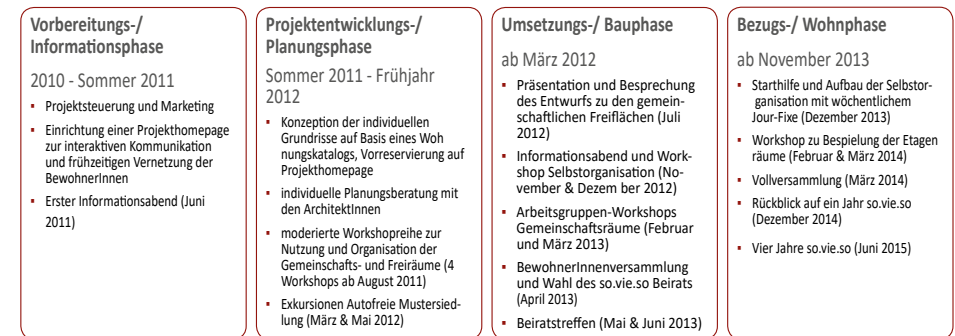 Vorbereitungs-/
Informationsphase
2010 - Sommer 2011
▪ Projektsteuerung und Marketing
▪ Einrichtung einer Projekthomepage
zur interaktiven Kommunikation
und frühzeitigen Vernetzung der
BewohnerInnen
▪ Erster Informationsabend (Juni
2011)
Projektentwicklungs-/
Planungsphase
Sommer 2011 - Frühjahr
2012
▪ Konzeption der individuellen
Grundrisse auf Basis eines Woh
nungskatalogs, Vorreservierung auf
Projekthomepage
▪ individuelle Planungsberatung mit
den ArchitektInnen
▪ moderierte Workshopreihe zur
Nutzung und Organisation der
Gemeinschafts- und Freiräume (4
Workshops ab August 2011)
▪ Exkursionen Autofreie Mustersied-
lung (März & Mai 2012)
Umsetzungs-/ Bauphase
ab März 2012
▪ Präsentation und Besprechung
des Entwurfs zu den gemein-
schaftlichen Freiflächen (Juli
2012)
▪ Informationsabend und Work-
shop Selbstorganisation (No-
vember & Dezem ber 2012)
▪ Arbeitsgruppen-Workshops
Gemeinschaftsräume (Februar
und März 2013)
▪ BewohnerInnenversammlung
und Wahl des so.vie.so Beirats
(April 2013)
▪ Beiratstreffen (Mai & Juni 2013)
Bezugs-/ Wohnphase
ab November 2013
▪ Starthilfe und Aufbau der Selbstor-
ganisation mit wöchentlichem
Jour-Fixe (Dezember 2013)
▪ Workshop zu Bespielung der Etagen
räume (Februar & März 2014)
▪ Vollversammlung (März 2014)
▪ Rückblick auf ein Jahr so.vie.so
(Dezember 2014)
▪ Vier Jahre so.vie.so (Juni 2015)